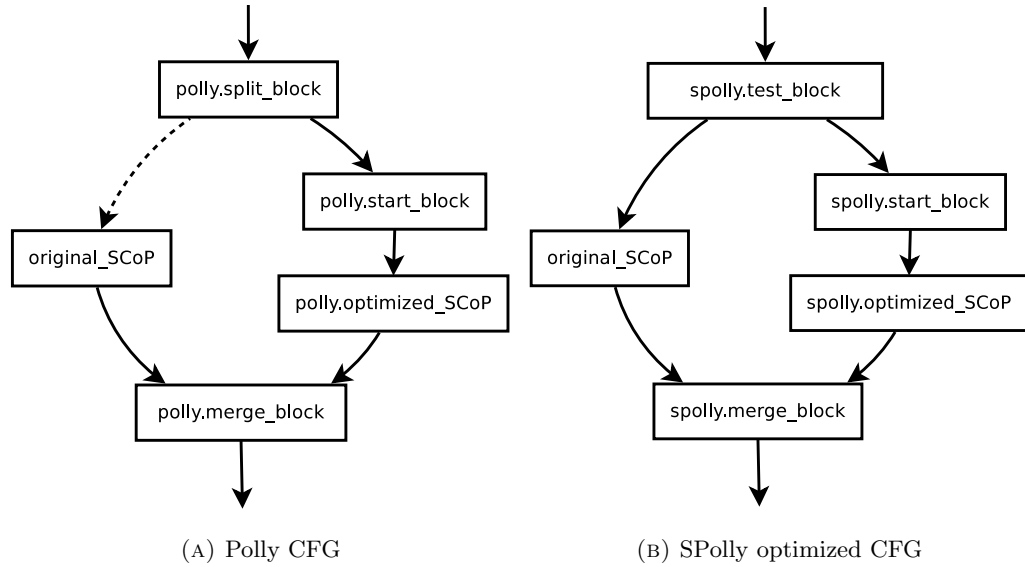 polly.split_block
polly.start_block
original_SCoP
polly.optimized_SCoP
polly.merge_block
(A) Polly CFG
spolly.test_block
spolly.start_block
original_SCoP
spolly.optimized_SCoP
spolly.merge_block
(B) SPolly optimized CFG